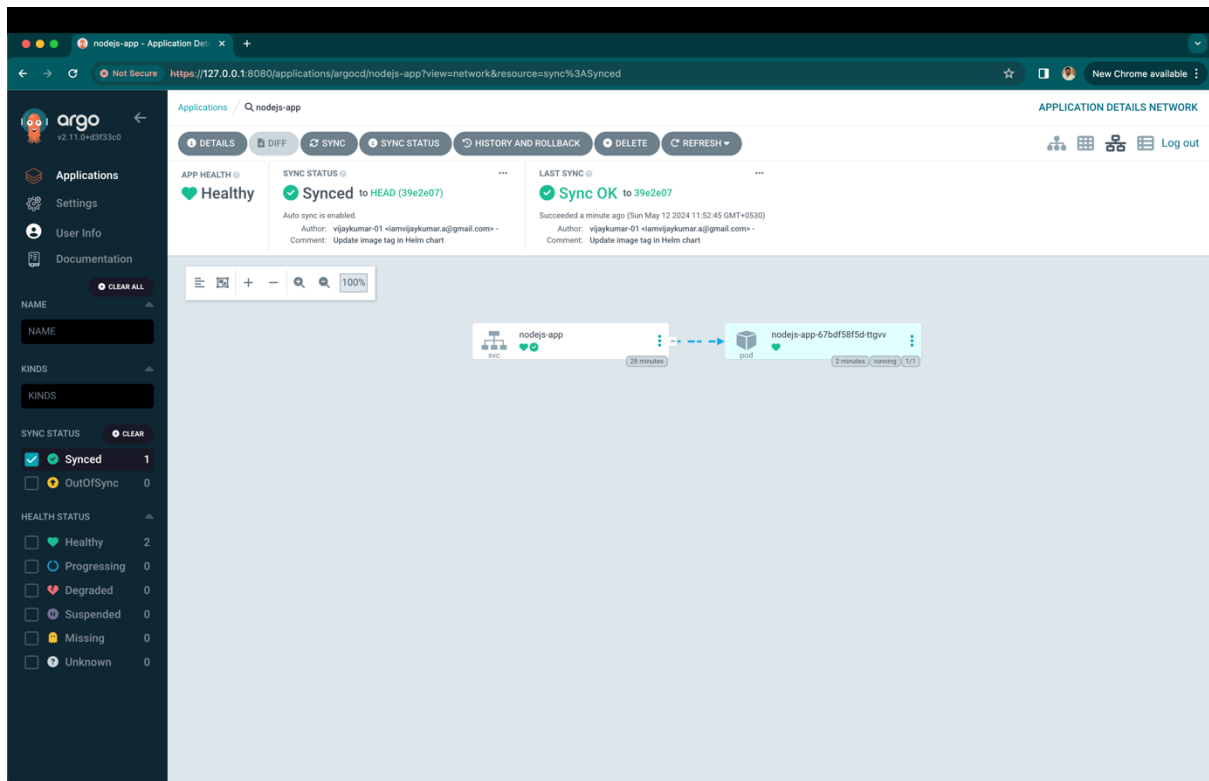 nodejs-app - Application Det
Not Secure https://127.0.0.1:8080/applications/argocd/nodejs-app?view=network&resource=sync%3ASynced New Chrome available
argo
v2.11.0+d3f33c0
Applications
Settings
User Info
Documentation
CLEAR ALL
NAME
NAME
KINDS
KINDS
SYNC STATUS CLEAR
Synced 1
OutOfSync 0
HEALTH STATUS
Healthy 2
Progressing 0
Degraded 0
Suspended 0
Missing 0
Unknown 0
Applications / nodejs-app APPLICATION DETAILS NETWORK
DETAILS DIFF SYNC SYNC STATUS HISTORY AND ROLLBACK DELETE REFRESH Log out
APP HEALTH
Healthy
SYNC STATUS
Synced to HEAD (39e2e07)
Auto sync is enabled.
Author: vijaykumar-01 <iamvijaykumar.a@gmail.com> -
Comment: Update image tag in Helm chart
LAST SYNC
Sync OK to 39e2e07
Succeeded a minute ago (Sun May 12 2024 11:52:45 GMT+0530)
Author: vijaykumar-01 <iamvijaykumar.a@gmail.com> -
Comment: Update image tag in Helm chart
100%
nodejs-app
svc
28 minutes
nodejs-app-67bdf58f5d-ttgvv
pod
2 minutes running 1/1